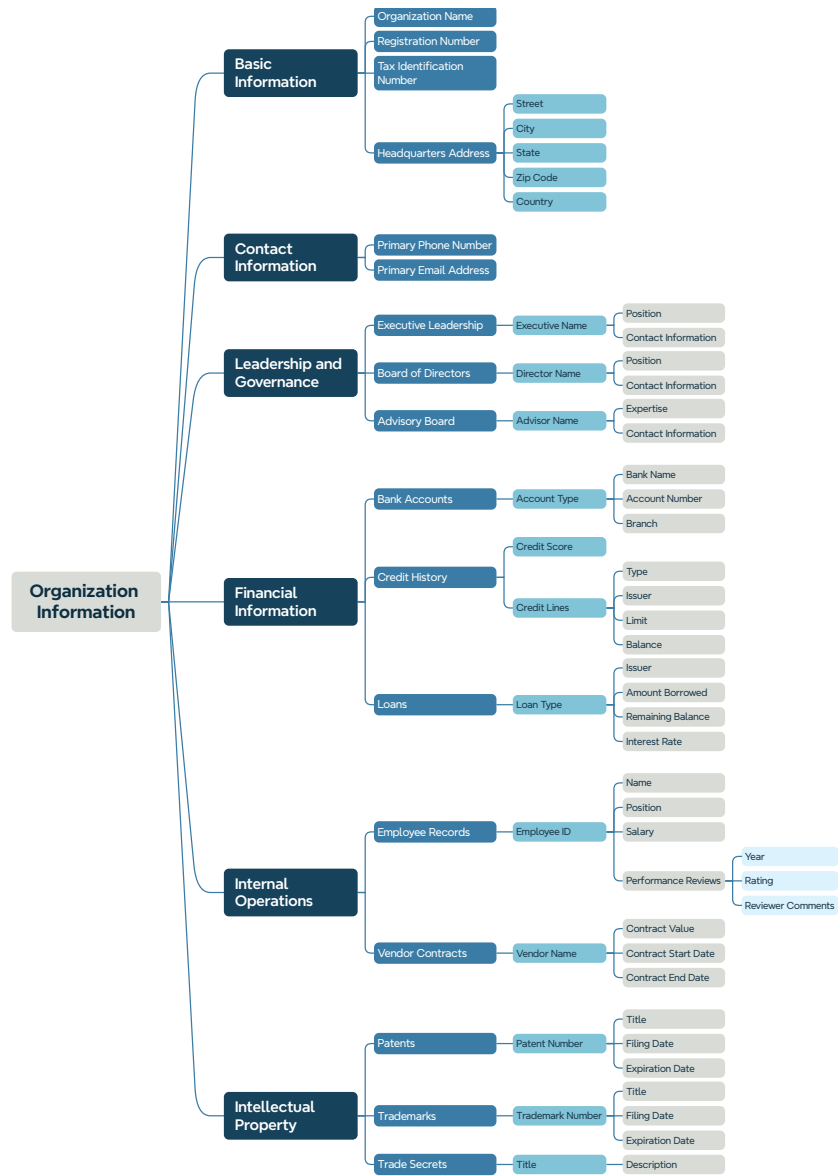 Organization
Information
Basic
Information
Organization Name
Registration Number
Tax Identification
Number
Headquarters Address
Street
City
State
Zip Code
Country
Contact
Information
Primary Phone Number
Primary Email Address
Leadership and
Governance
Executive Leadership
Executive Name
Position
Contact Information
Board of Directors
Director Name
Position
Contact Information
Advisory Board
Advisor Name
Expertise
Contact Information
Financial
Information
Bank Accounts
Account Type
Bank Name
Account Number
Branch
Credit History
Credit Score
Credit Lines
Type
Issuer
Limit
Balance
Loans
Loan Type
Issuer
Amount Borrowed
Remaining Balance
Interest Rate
Internal
Operations
Employee Records
Employee ID
Name
Position
Salary
Performance Reviews
Year
Rating
Reviewer Comments
Vendor Contracts
Vendor Name
Contract Value
Contract Start Date
Contract End Date
Intellectual
Property
Patents
Patent Number
Title
Filing Date
Expiration Date
Trademarks
Trademark Number
Title
Filing Date
Expiration Date
Trade Secrets
Title
Description